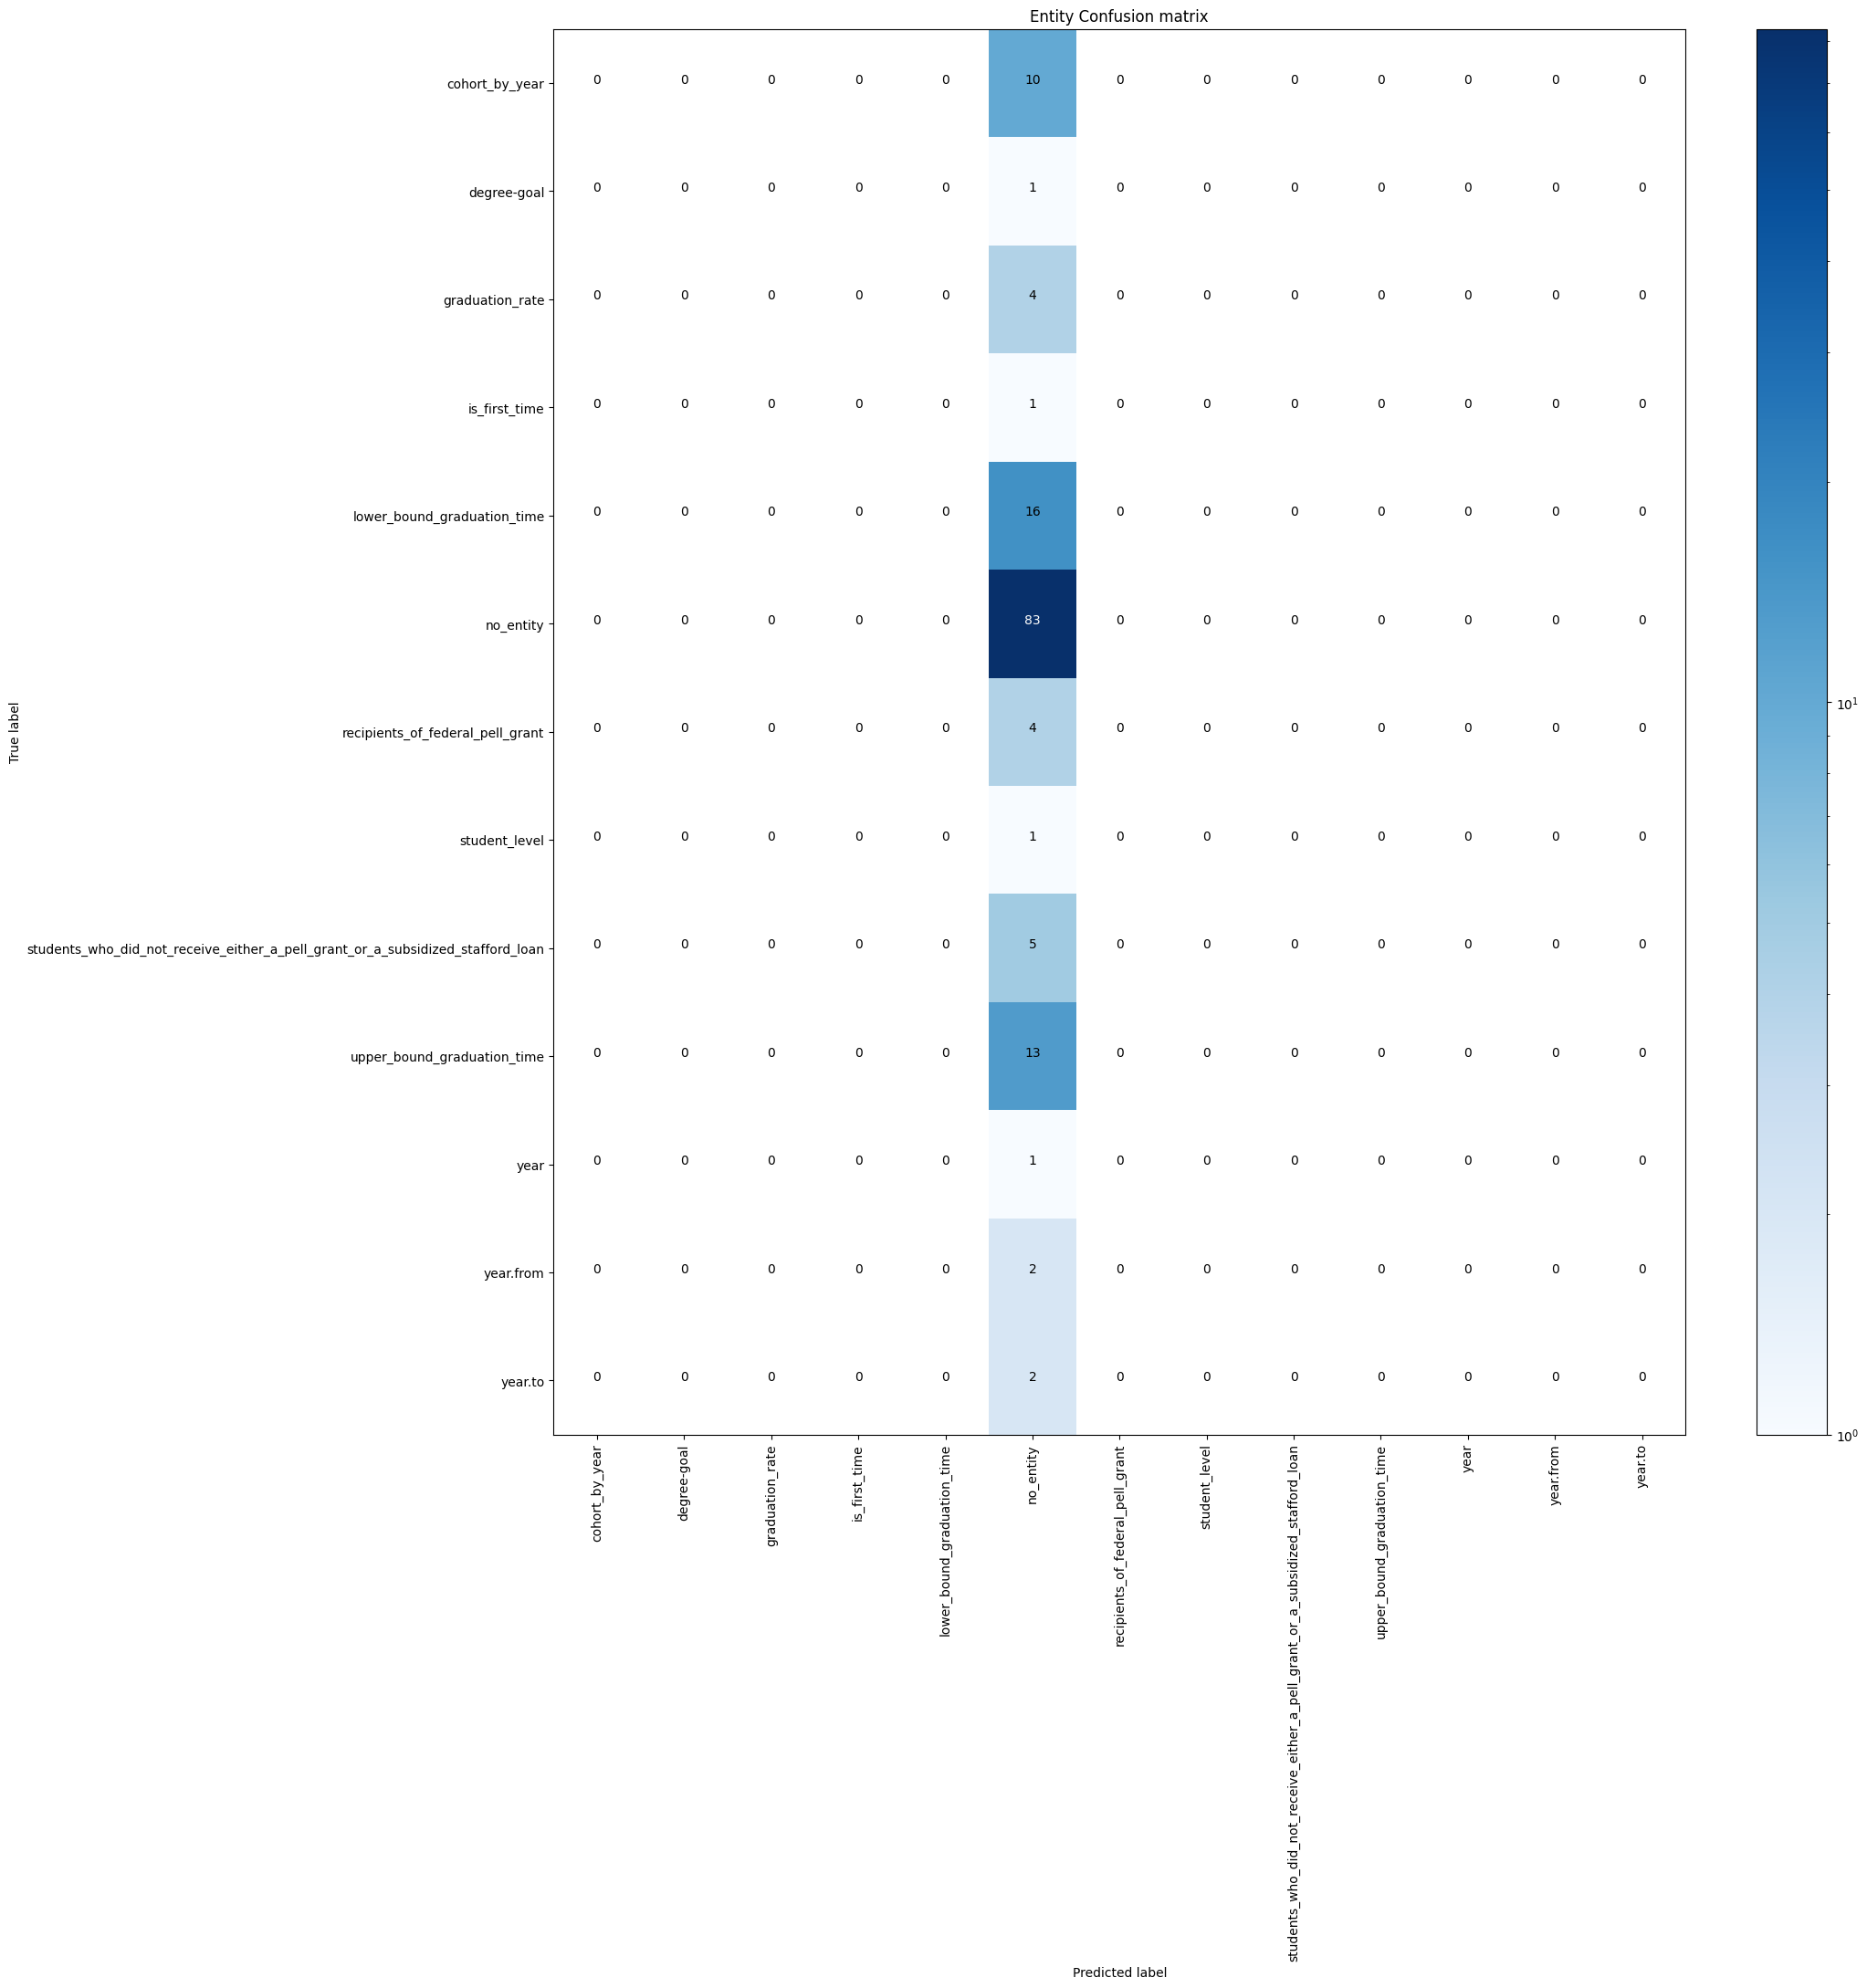 Entity Confusion matrix
cohort_by_year 0 0 0 0 0 10 0 0 0 0 0 0 0
degree-goal 0 0 0 0 0 1 0 0 0 0 0 0 0
graduation_rate 0 0 0 0 0 4 0 0 0 0 0 0 0
is_first_time 0 0 0 0 0 1 0 0 0 0 0 0 0
lower_bound_graduation_time 0 0 0 0 0 16 0 0 0 0 0 0 0
no_entity 0 0 0 0 0 83 0 0 0 0 0 0 0
recipients_of_federal_pell_grant 0 0 0 0 0 4 0 0 0 0 0 0 0
student_level 0 0 0 0 0 1 0 0 0 0 0 0 0
students_who_did_not_receive_either_a_pell_grant_or_a_subsidized_stafford_loan 0 0 0 0 0 5 0 0 0 0 0 0 0
upper_bound_graduation_time 0 0 0 0 0 13 0 0 0 0 0 0 0
year 0 0 0 0 0 1 0 0 0 0 0 0 0
year.from 0 0 0 0 0 2 0 0 0 0 0 0 0
year.to 0 0 0 0 0 2 0 0 0 0 0 0 0
True label
cohort_by_year
degree-goal
graduation_rate
is_first_time
lower_bound_graduation_time
no_entity
recipients_of_federal_pell_grant
student_level
students_who_did_not_receive_either_a_pell_grant_or_a_subsidized_stafford_loan
upper_bound_graduation_time
year
year.from
year.to
Predicted label
10¹
10⁰